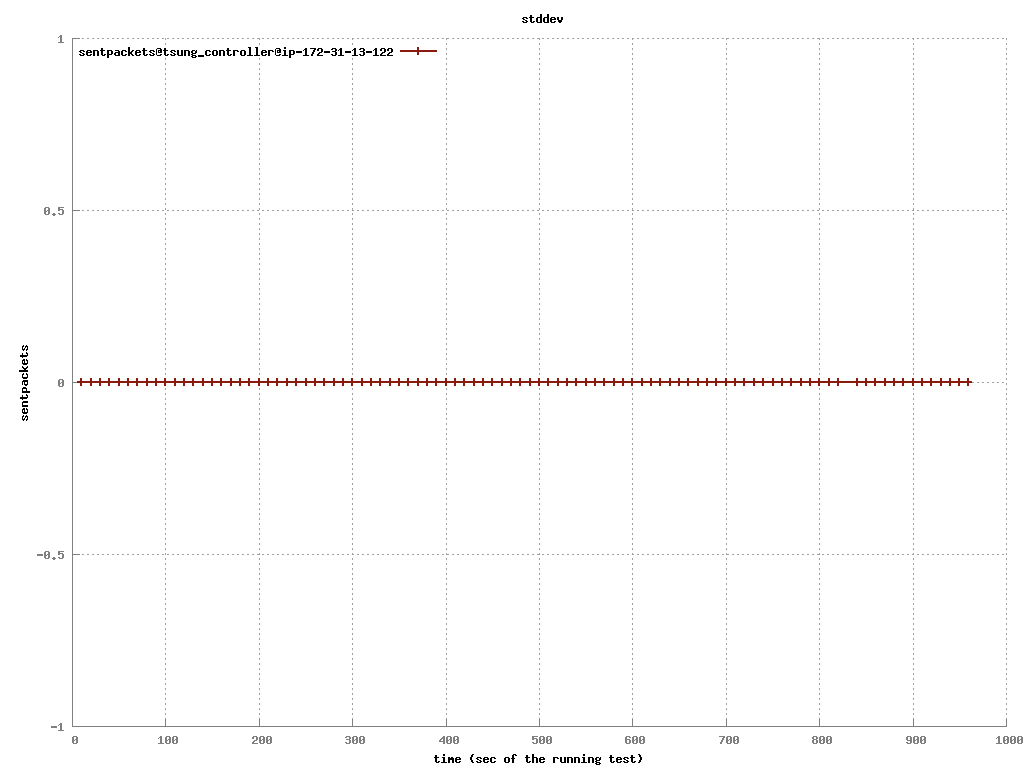 stddev
sentpackets@tsung_controller@ip-172-31-13-122
1
0.5
0
-0.5
-1
sentpackets
0 100 200 300 400 500 600 700 800 900 1000
time (sec of the running test)